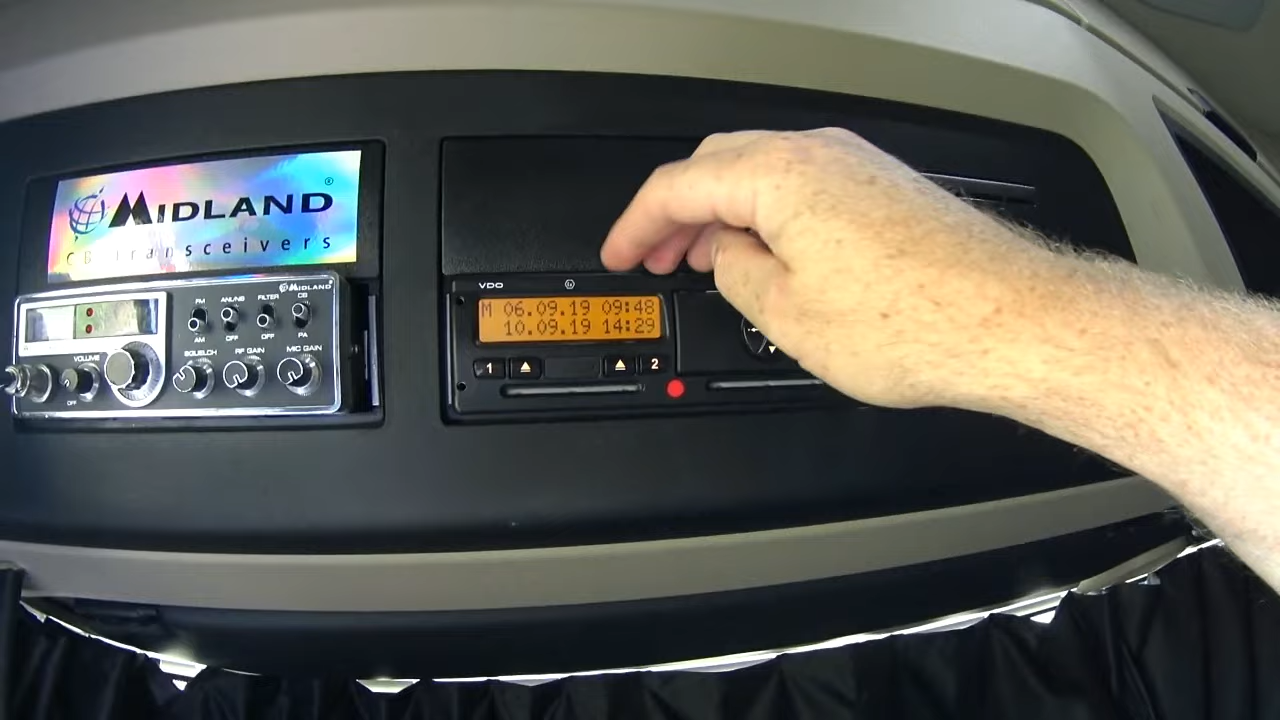 MIDLAND®
CB Transceivers
MIDLAND
FM
ANL/NB
FILTER
CB
AM
OFF
OFF
PA
VOLUME
SQUELCH
RF GAIN
MIC GAIN
OFF
VDO
M 06.09.19 09:48
10.09.19 14:29
1
2